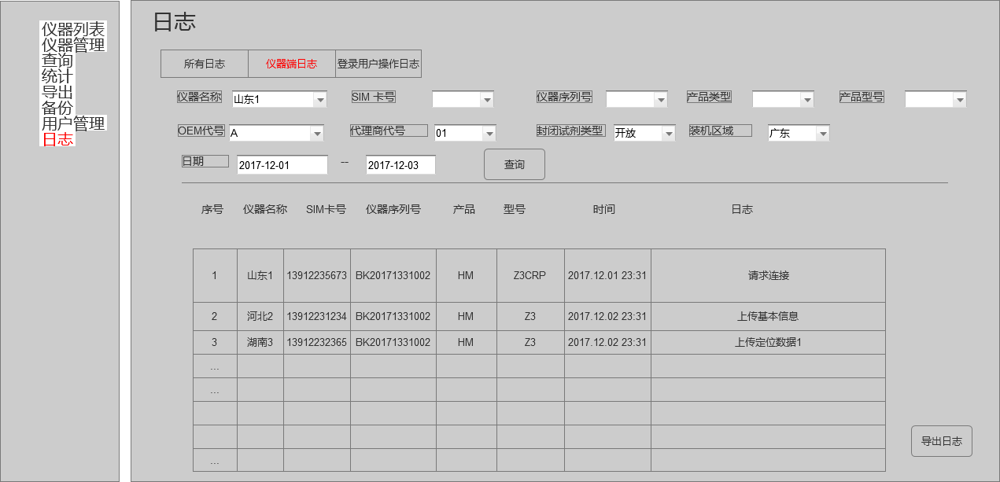 仪器列表
仪器管理
查询
统计
导出
备份
用户管理
日志
日志
所有日志 仪器端日志 登录用户操作日志
仪器名称 山东1 SIM 卡号 仪器序列号 产品类型 产品型号
OEM代号 A 代理商代号 01 封闭试剂类型 开放 装机区域 广东
日期 2017-12-01 -- 2017-12-03 查询
序号 仪器名称 SIM卡号 仪器序列号 产品 型号 时间 日志
1 山东1 13912235673 BK20171331002 HM Z3CRP 2017.12.01 23:31 请求连接
2 河北2 13912231234 BK20171331002 HM Z3 2017.12.02 23:31 上传基本信息
3 湖南3 13912232365 BK20171331002 HM Z3 2017.12.02 23:31 上传定位数据1
...
...
...
导出日志